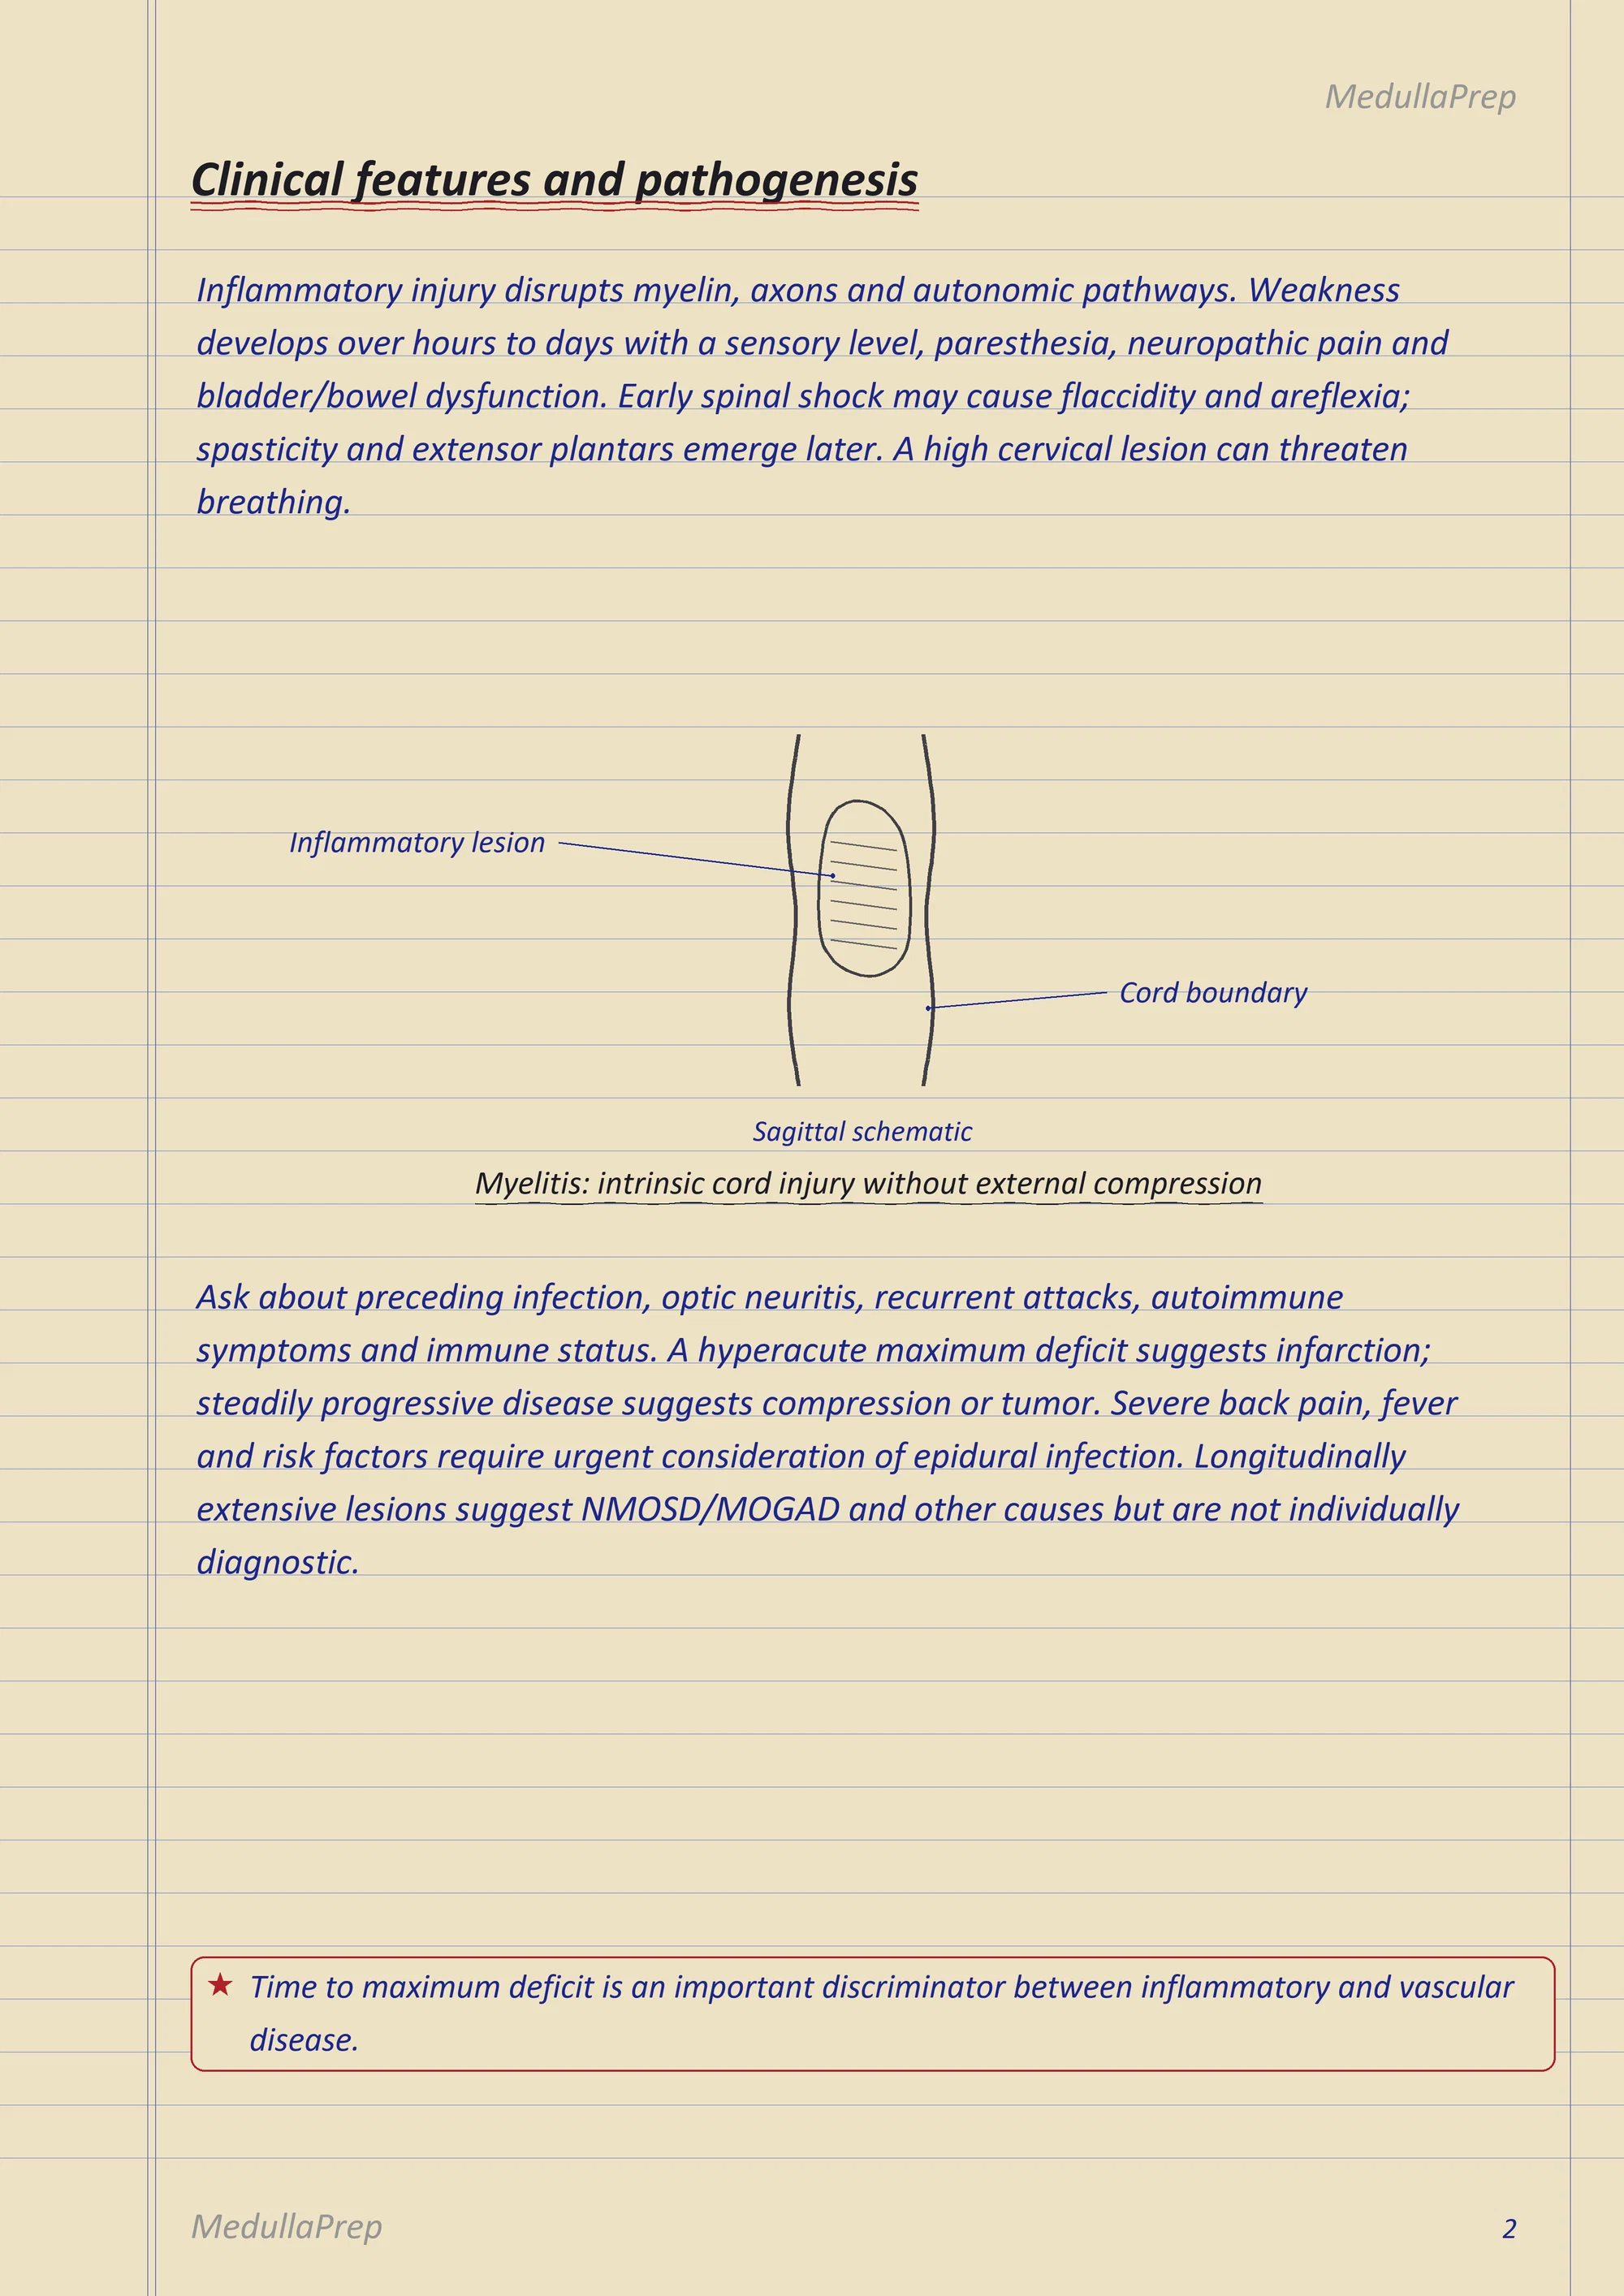 MedullaPrep
Clinical features and pathogenesis
Inflammatory injury disrupts myelin, axons and autonomic pathways. Weakness
develops over hours to days with a sensory level, paresthesia, neuropathic pain and
bladder/bowel dysfunction. Early spinal shock may cause flaccidity and areflexia;
spasticity and extensor plantars emerge later. A high cervical lesion can threaten
breathing.
Inflammatory lesion
Cord boundary
Sagittal schematic
Myelitis: intrinsic cord injury without external compression
Ask about preceding infection, optic neuritis, recurrent attacks, autoimmune
symptoms and immune status. A hyperacute maximum deficit suggests infarction;
steadily progressive disease suggests compression or tumor. Severe back pain, fever
and risk factors require urgent consideration of epidural infection. Longitudinally
extensive lesions suggest NMOSD/MOGAD and other causes but are not individually
diagnostic.
★ Time to maximum deficit is an important discriminator between inflammatory and vascular
disease.
MedullaPrep
2